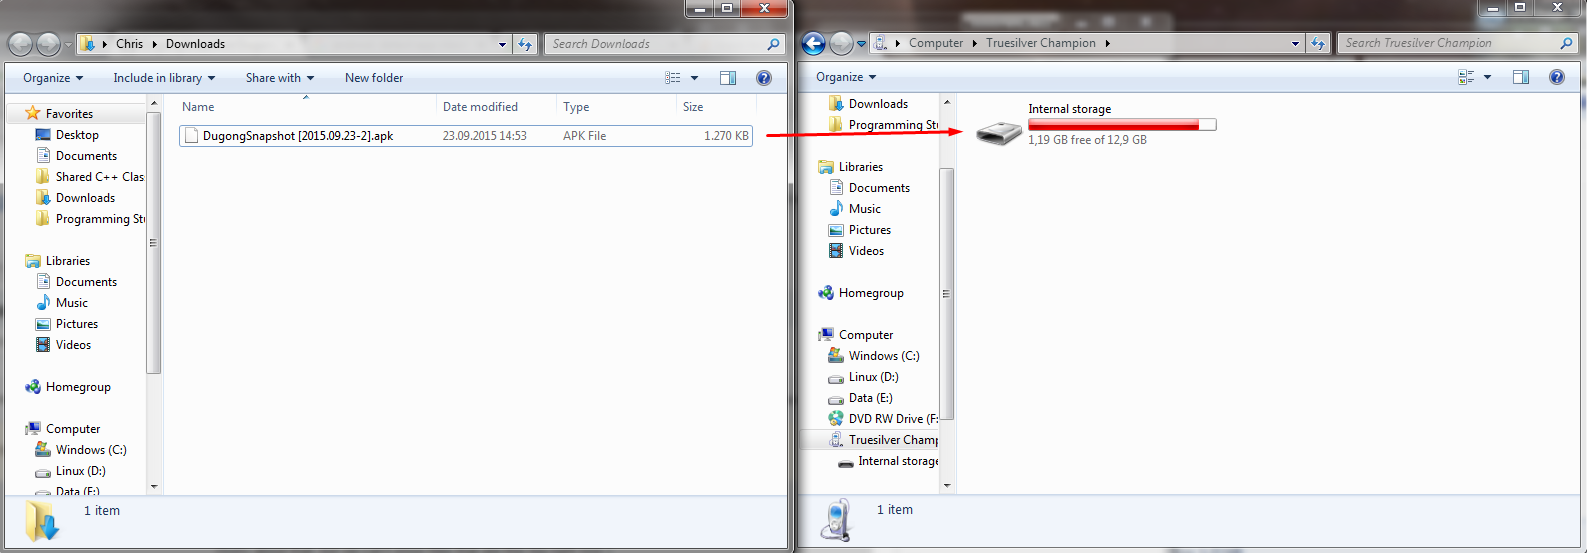 Chris Downloads
Search Downloads
Organize Include in library Share with New folder
Favorites
Desktop
Documents
Shared C++ Clas
Downloads
Programming Stu
Libraries
Documents
Music
Pictures
Videos
Homegroup
Computer
Windows (C:)
Linux (D:)
Data (E:)
Name Date modified Type Size
DugongSnapshot [2015.09.23-2].apk 23.09.2015 14:53 APK File 1.270 KB
1 item
Computer Truesilver Champion
Search Truesilver Champion
Organize
Downloads
Programming Stu
Libraries
Documents
Music
Pictures
Videos
Homegroup
Computer
Windows (C:)
Linux (D:)
Data (E:)
DVD RW Drive (F:
Truesilver Champ
Internal storage
Internal storage
1,19 GB free of 12,9 GB
1 item